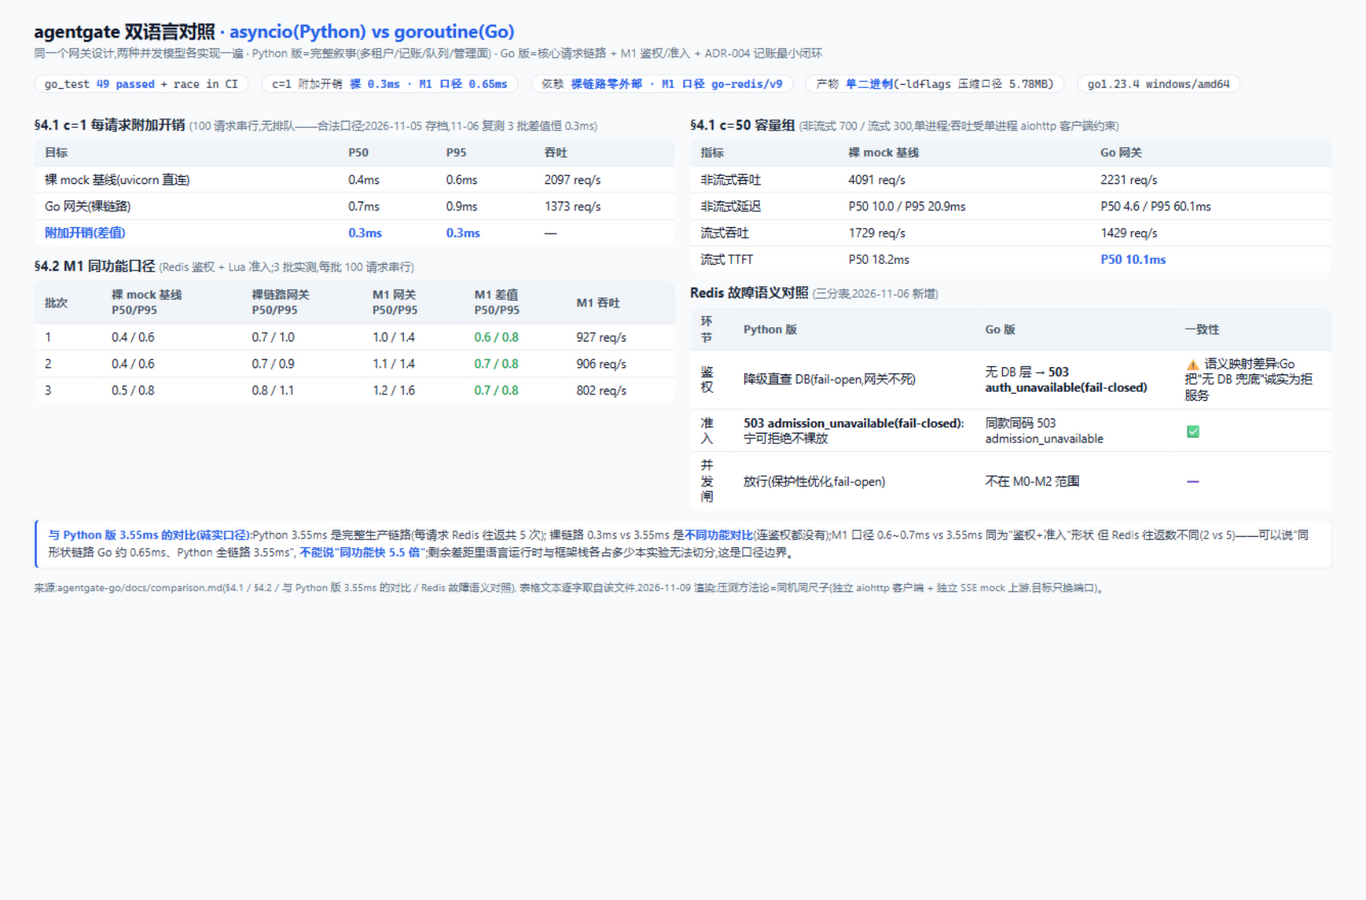 agentgate 双语言对照 · asyncio(Python) vs goroutine(Go)
同一个网关设计,两种并发模型各实现一遍 · Python 版=完整叙事(多租户/记账/队列/管理面) · Go 版=核心请求链路 + M1 鉴权/准入 + ADR-004 记账最小闭环
go_test 49 passed + race in CI
c=1 附加开销 裸 0.3ms · M1 口径 0.65ms
依赖 裸链路零外部 · M1 口径 go-redis/v9
产物 单二进制(-ldflags 压缩口径 5.78MB)
go1.23.4 windows/amd64
§4.1 c=1 每请求附加开销 (100 请求串行,无排队——合法口径;2026-11-05 存档,11-06 复测 3 批差值恒 0.3ms)
目标 P50 P95 吞吐
裸 mock 基线(uvicorn 直连) 0.4ms 0.6ms 2097 req/s
Go 网关(裸链路) 0.7ms 0.9ms 1373 req/s
附加开销(差值) 0.3ms 0.3ms —
§4.2 M1 同功能口径 (Redis 鉴权 + Lua 准入;3 批实测,每批 100 请求串行)
批次 裸 mock 基线 P50/P95 裸链路网关 P50/P95 M1 网关 P50/P95 M1 差值 P50/P95 M1 吞吐
1 0.4 / 0.6 0.7 / 1.0 1.0 / 1.4 0.6 / 0.8 927 req/s
2 0.4 / 0.6 0.7 / 0.9 1.1 / 1.4 0.7 / 0.8 906 req/s
3 0.5 / 0.8 0.8 / 1.1 1.2 / 1.6 0.7 / 0.8 802 req/s
§4.1 c=50 容量组 (非流式 700 / 流式 300,单进程;吞吐受单进程 aiohttp 客户端约束)
指标 裸 mock 基线 Go 网关
非流式吞吐 4091 req/s 2231 req/s
非流式延迟 P50 10.0 / P95 20.9ms P50 4.6 / P95 60.1ms
流式吞吐 1729 req/s 1429 req/s
流式 TTFT P50 18.2ms P50 10.1ms
Redis 故障语义对照 (三分表,2026-11-06 新增)
环节 Python 版 Go 版 一致性
鉴权 降级直查 DB(fail-open,网关不死) 无 DB 层 → 503 auth_unavailable(fail-closed) ⚠️ 语义映射差异:Go 把"无 DB 兜底"诚实为拒服务
准入 503 admission_unavailable(fail-closed): 宁可拒绝不裸放 同款同码 503 admission_unavailable ✅
并发闸 放行(保护性优化,fail-open) 不在 M0-M2 范围 —
与 Python 版 3.55ms 的对比(诚实口径):Python 3.55ms 是完整生产链路(每请求 Redis 往返共 5 次); 裸链路 0.3ms vs 3.55ms 是不同功能对比(连鉴权都没有);M1 口径 0.6~0.7ms vs 3.55ms 同为"鉴权+准入"形状 但 Redis 往返数不同(2 vs 5)——可以说"同
形状链路 Go 约 0.65ms、Python 全链路 3.55ms", 不能说"同功能快 5.5 倍";剩余差距里语言运行时与框架栈各占多少本实验无法切分,这是口径边界。
来源:agentgate-go/docs/comparison.md(§4.1 / §4.2 / 与 Python 版 3.55ms 的对比 / Redis 故障语义对照), 表格文本逐字取自该文件,2026-11-09 渲染;压测方法论=同机同尺子(独立 aiohttp 客户端 + 独立 SSE mock 上游,目标只换端口)。